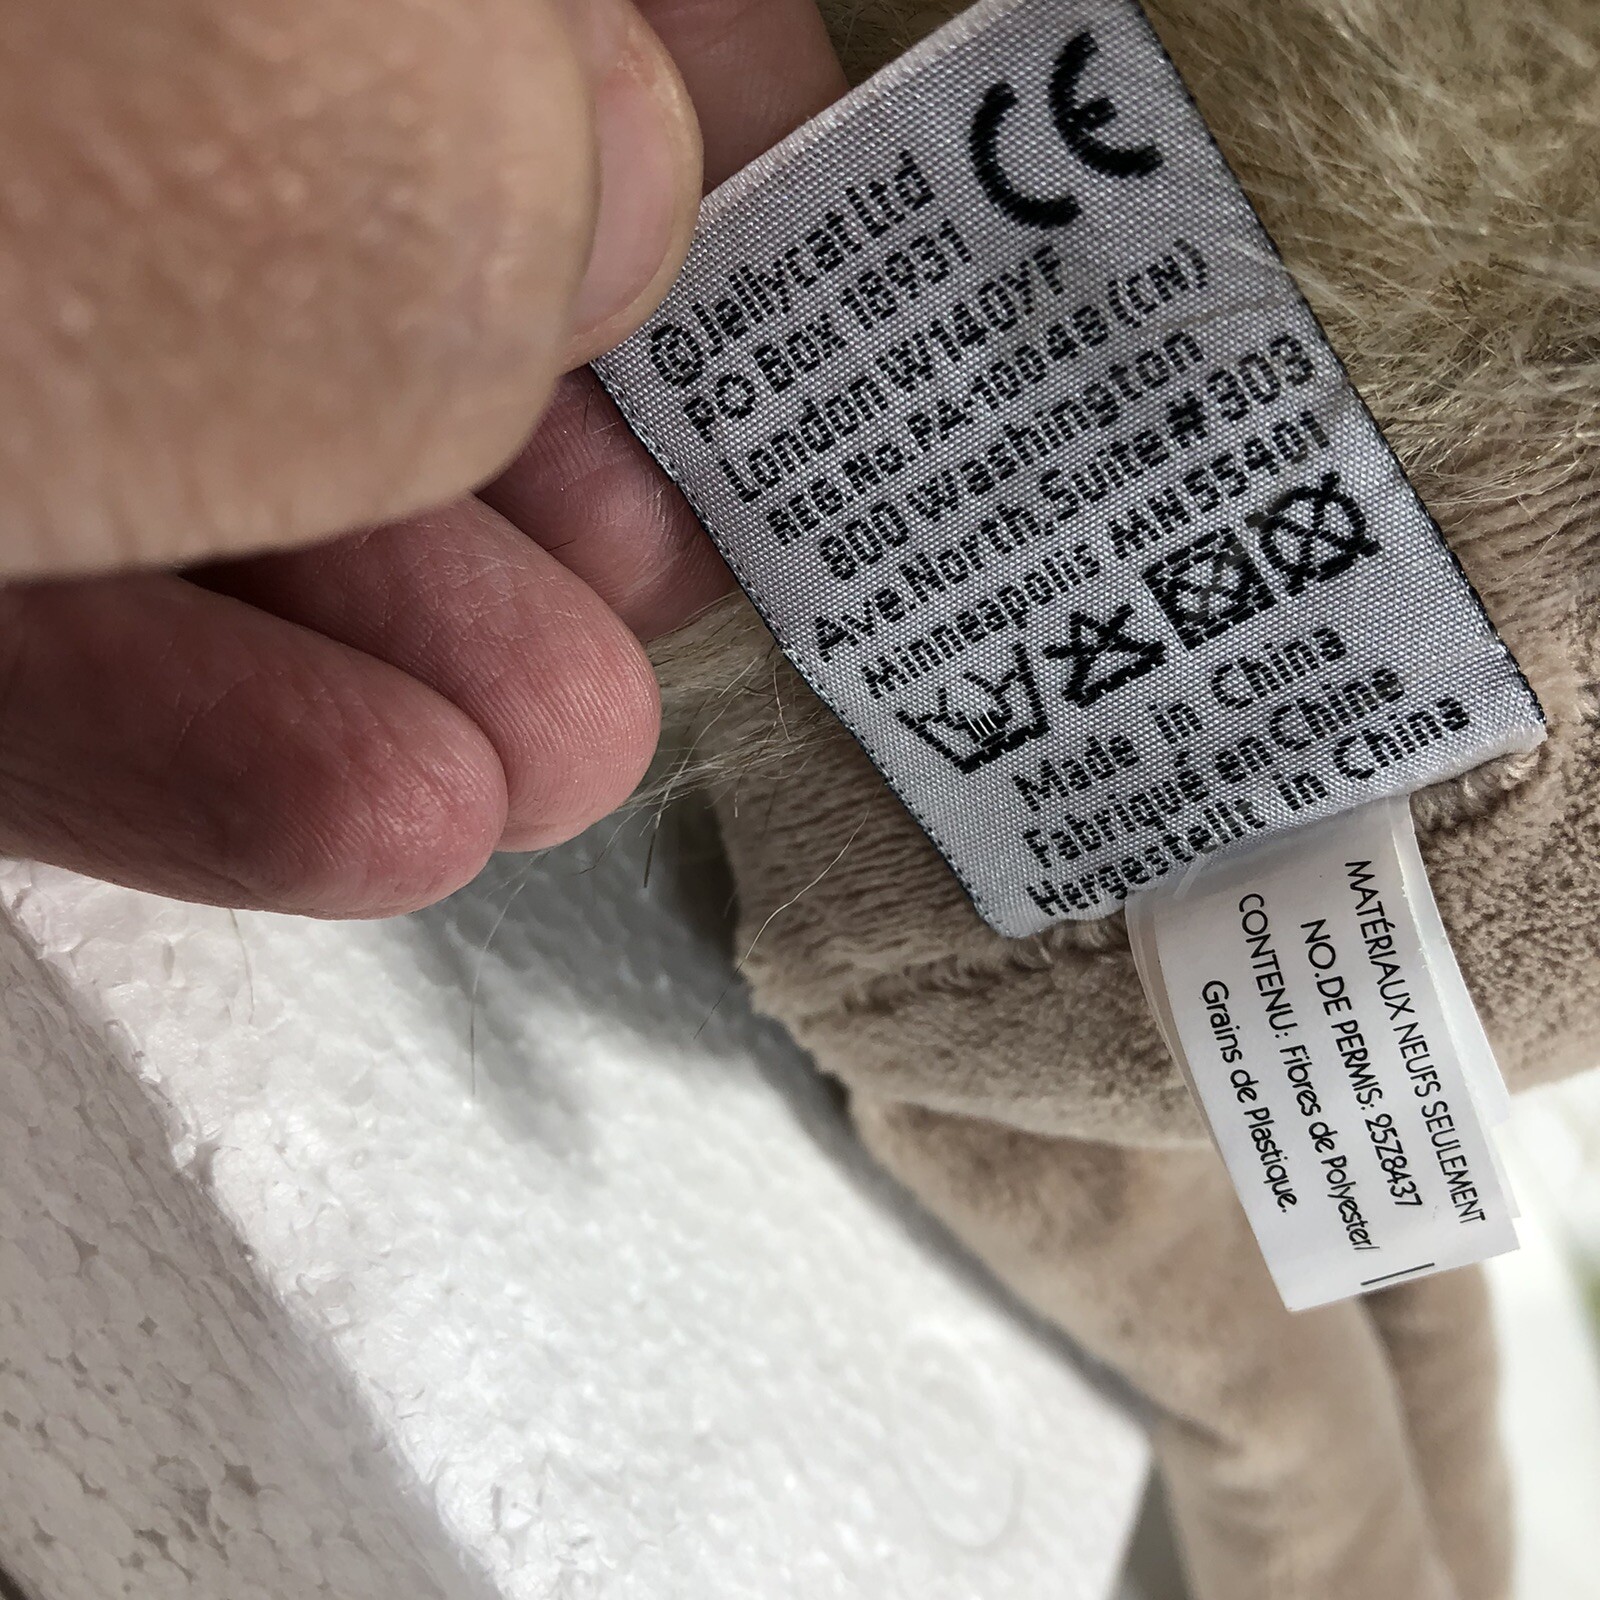 CE
@Jellycat Ltd
PO Box 18931
London W14 0YF
REG.No.PA-10048 (CN)
800 Washington
Ave.North.Suite # 303
Minneapolis MN 55401
Made in China
Fabriqué en Chine
Hergestellt in China
MATÉRIAUX NEUFS SEULEMENT
NO.DE PERMIS: 25Z8437
CONTENU: Fibres de Polyester/
Grains de Plastique.